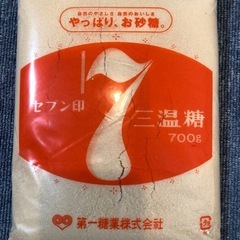 自然のやさしさ 自然のおいしさ
やっぱり、お砂糖。
セブン印
7
三温糖
700g
第一糖業株式会社